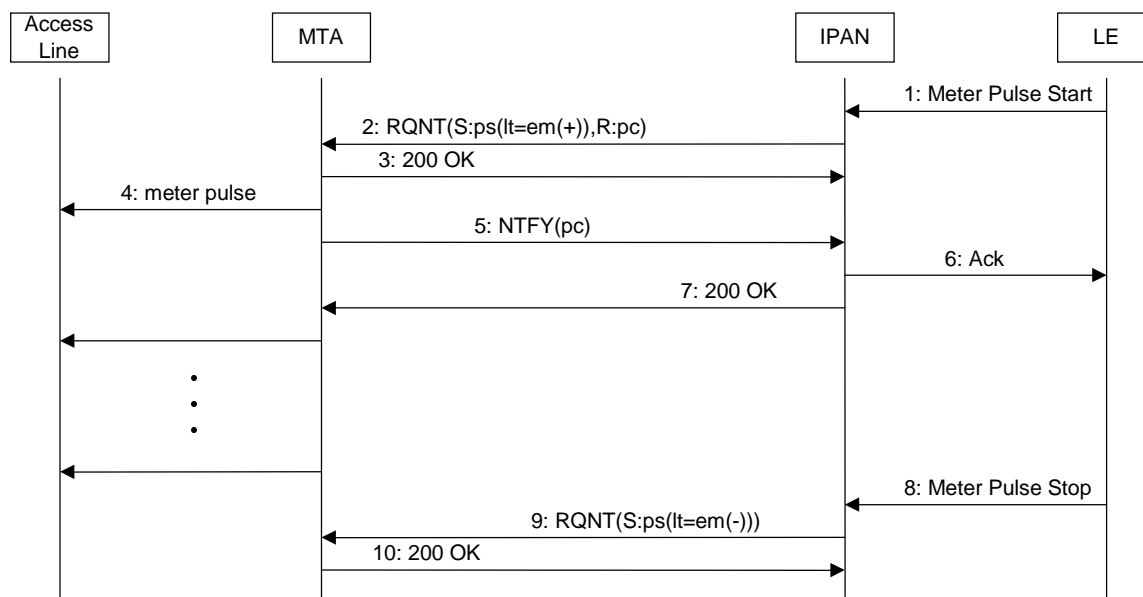 Access
Line
MTA
IPAN
LE
1: Meter Pulse Start
2: RQNT(S:ps(lt=em(+)),R:pc)
3: 200 OK
4: meter pulse
5: NTFY(pc)
6: Ack
7: 200 OK
8: Meter Pulse Stop
9: RQNT(S:ps(lt=em(-)))
10: 200 OK